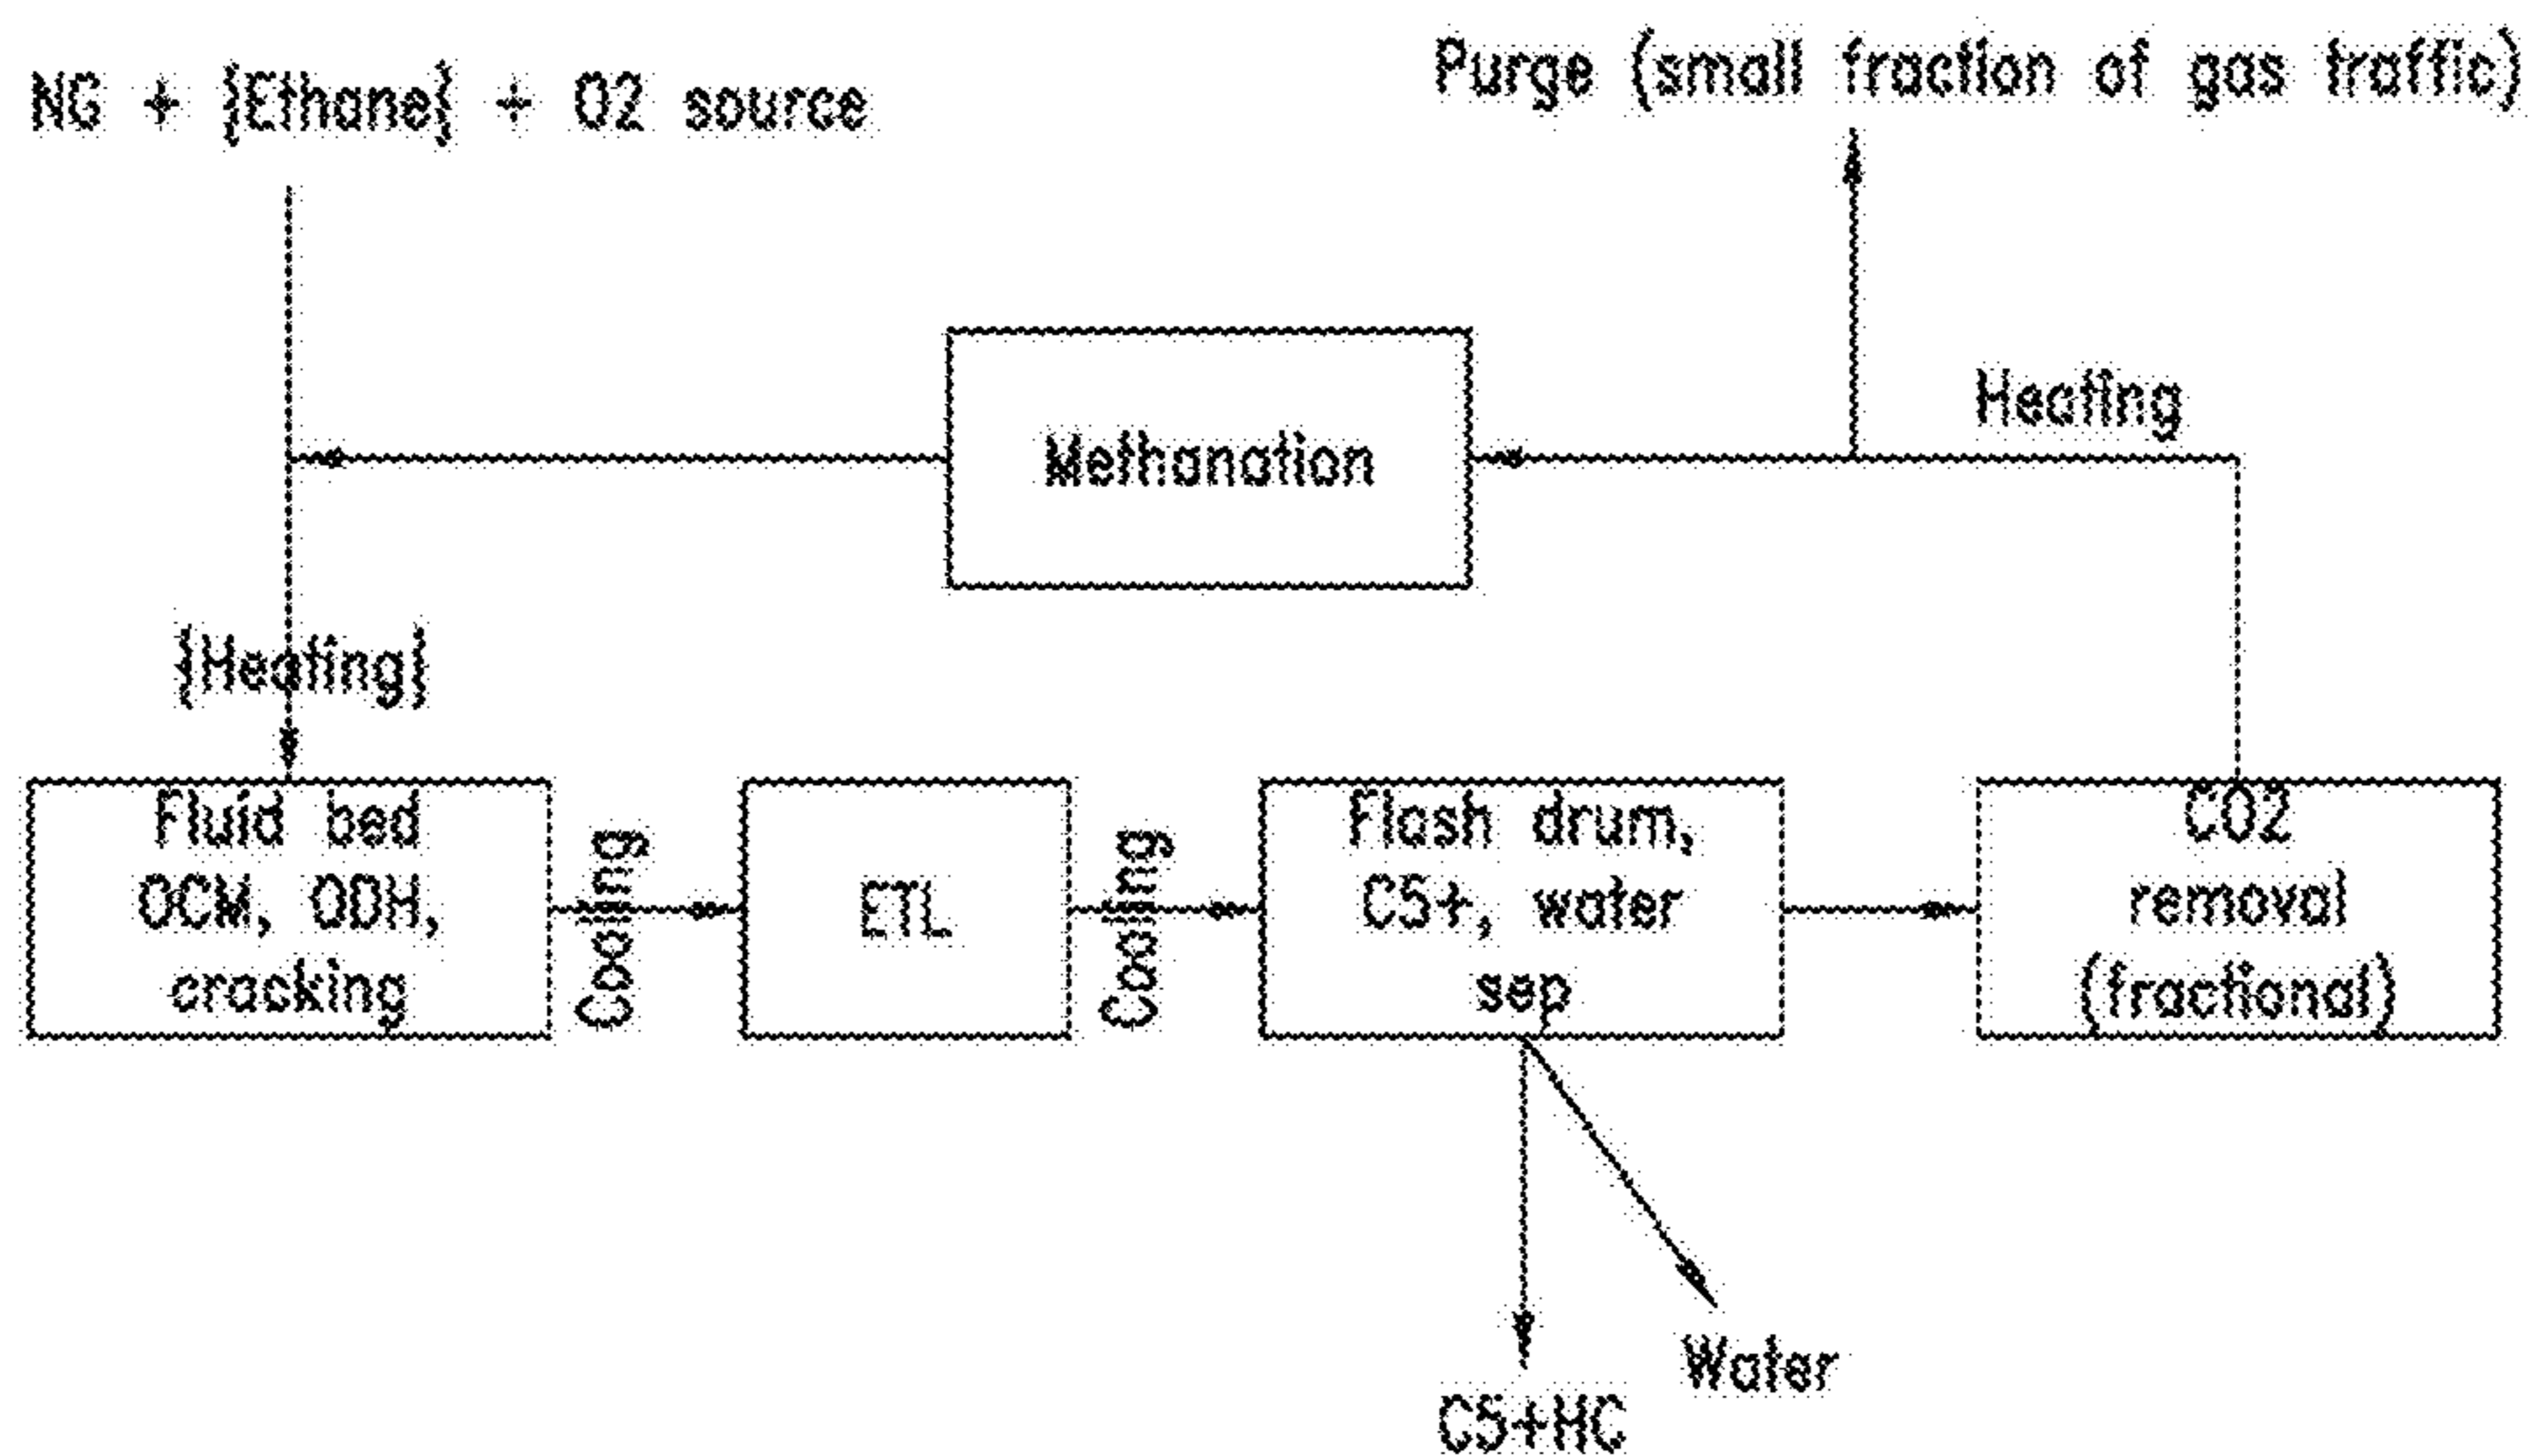 NG + {Ethane} + O2 source
Purge (small fraction of gas traffic)
Heating
Methanation
{Heating}
Fluid bed
OCM, ODH,
cracking
Cooling
ETL
Cooling
Flash drum,
C5+, water
sep
CO2
removal
(fractional)
Water
C5+HC